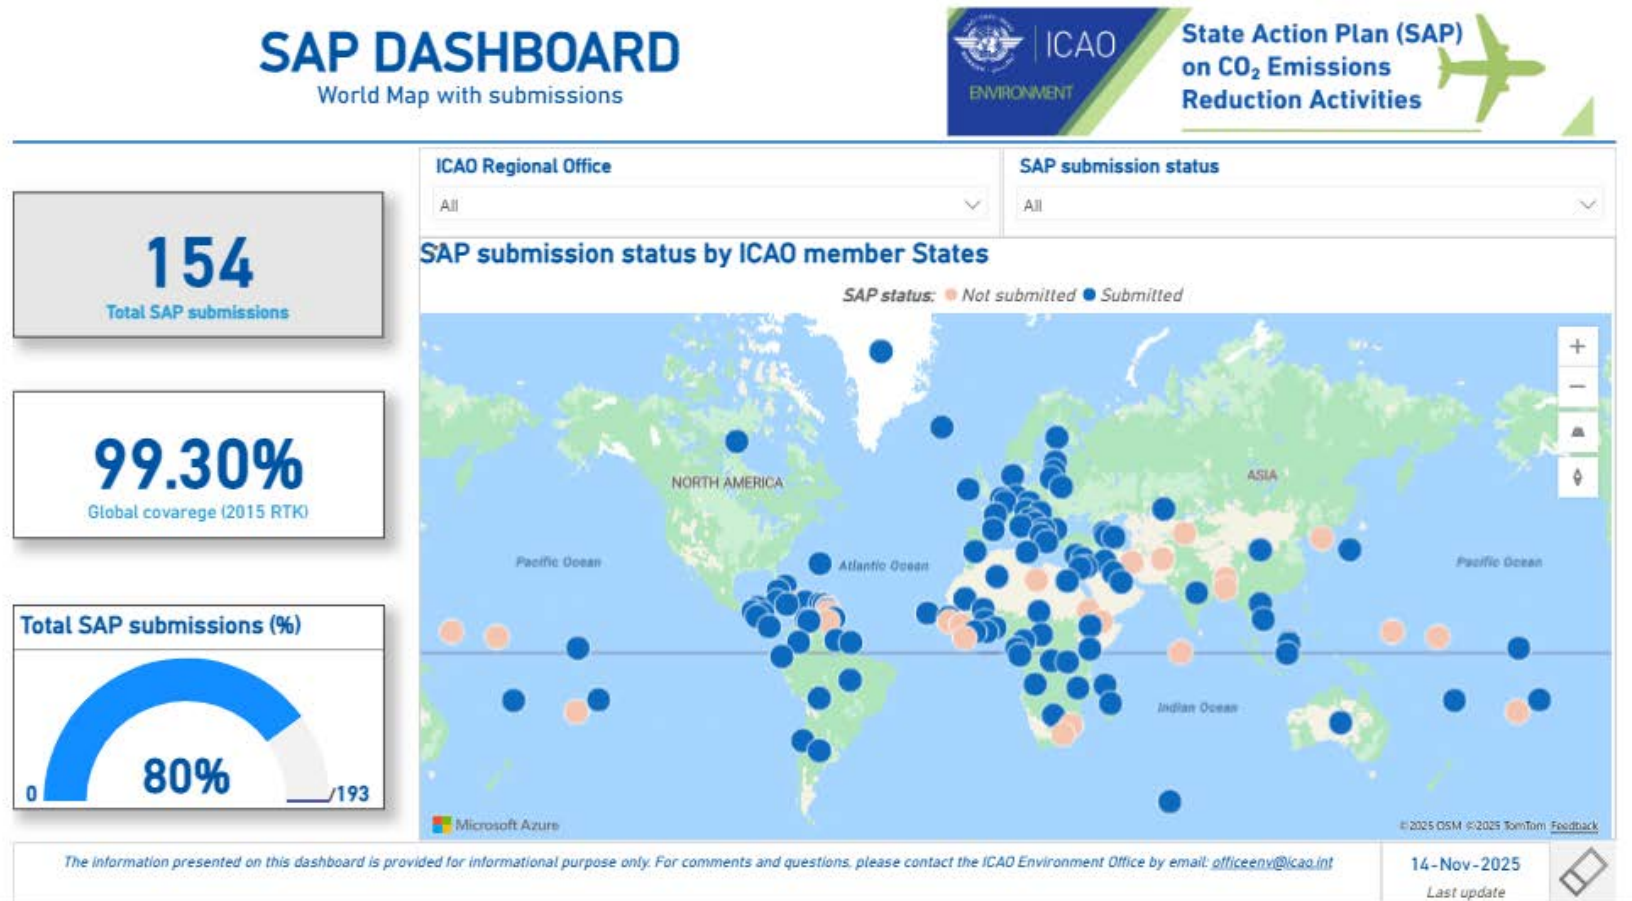 SAP DASHBOARD
World Map with submissions
ICAO
ENVIRONMENT
State Action Plan (SAP)
on CO₂ Emissions
Reduction Activities
154
Total SAP submissions
99.30%
Global covarege (2015 RTK)
Total SAP submissions (%)
80%
0
193
ICAO Regional Office
All
SAP submission status
All
SAP submission status by ICAO member States
SAP status: Not submitted Submitted
NORTH AMERICA
ASIA
Pacific Ocean
Atlantic Ocean
Pacific Ocean
Indian Ocean
Microsoft Azure
©2025 OSM ©2025 TomTom Feedback
The information presented on this dashboard is provided for informational purpose only. For comments and questions, please contact the ICAO Environment Office by email: officeenv@icao.int
14-Nov-2025
Last update